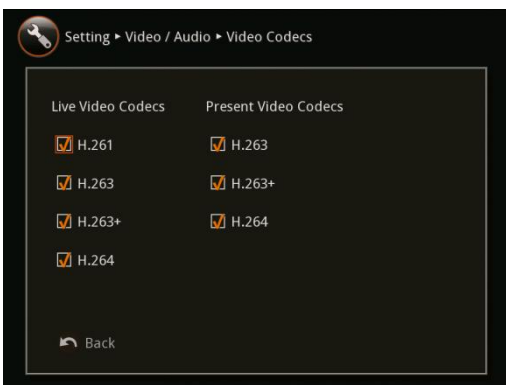 Setting ▸ Video / Audio ▸ Video Codecs
Live Video Codecs Present Video Codecs
H.261 H.263
H.263 H.263+
H.263+ H.264
H.264
Back